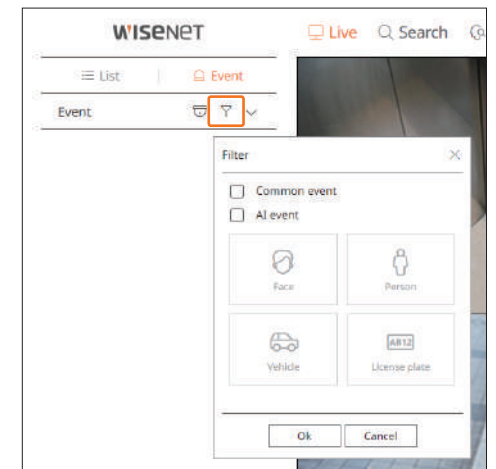 WISENET
Live
Search
List
Event
Event
Filter
Common event
AI event
Face
Person
AB12
Vehicle
License plate
Ok
Cancel